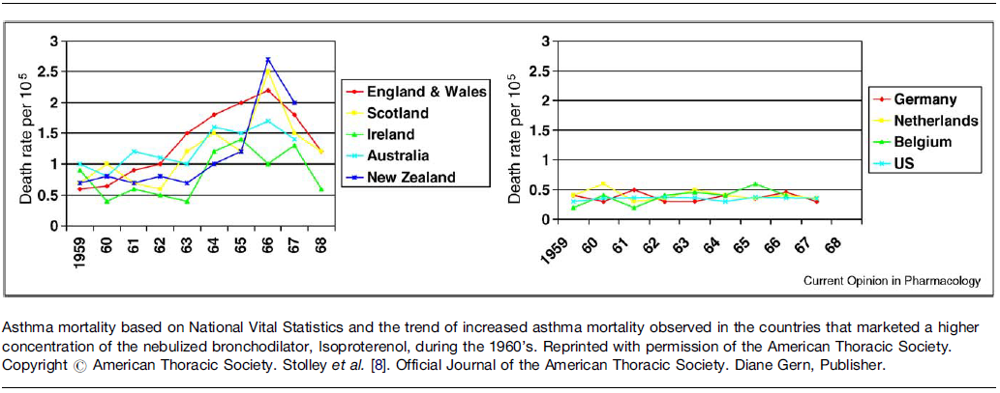 3
2.5
2
1.5
1
0.5
0
Death rate per 10⁵
1959
60
61
62
63
64
65
66
67
68
England & Wales
Scotland
Ireland
Australia
New Zealand
3
2.5
2
1.5
1
0.5
0
Death rate per 10⁵
1959
60
61
62
63
64
65
66
67
68
Germany
Netherlands
Belgium
US
Current Opinion in Pharmacology
Asthma mortality based on National Vital Statistics and the trend of increased asthma mortality observed in the countries that marketed a higher
concentration of the nebulized bronchodilator, Isoproterenol, during the 1960's. Reprinted with permission of the American Thoracic Society.
Copyright © American Thoracic Society. Stolley et al. [8]. Official Journal of the American Thoracic Society. Diane Gern, Publisher.